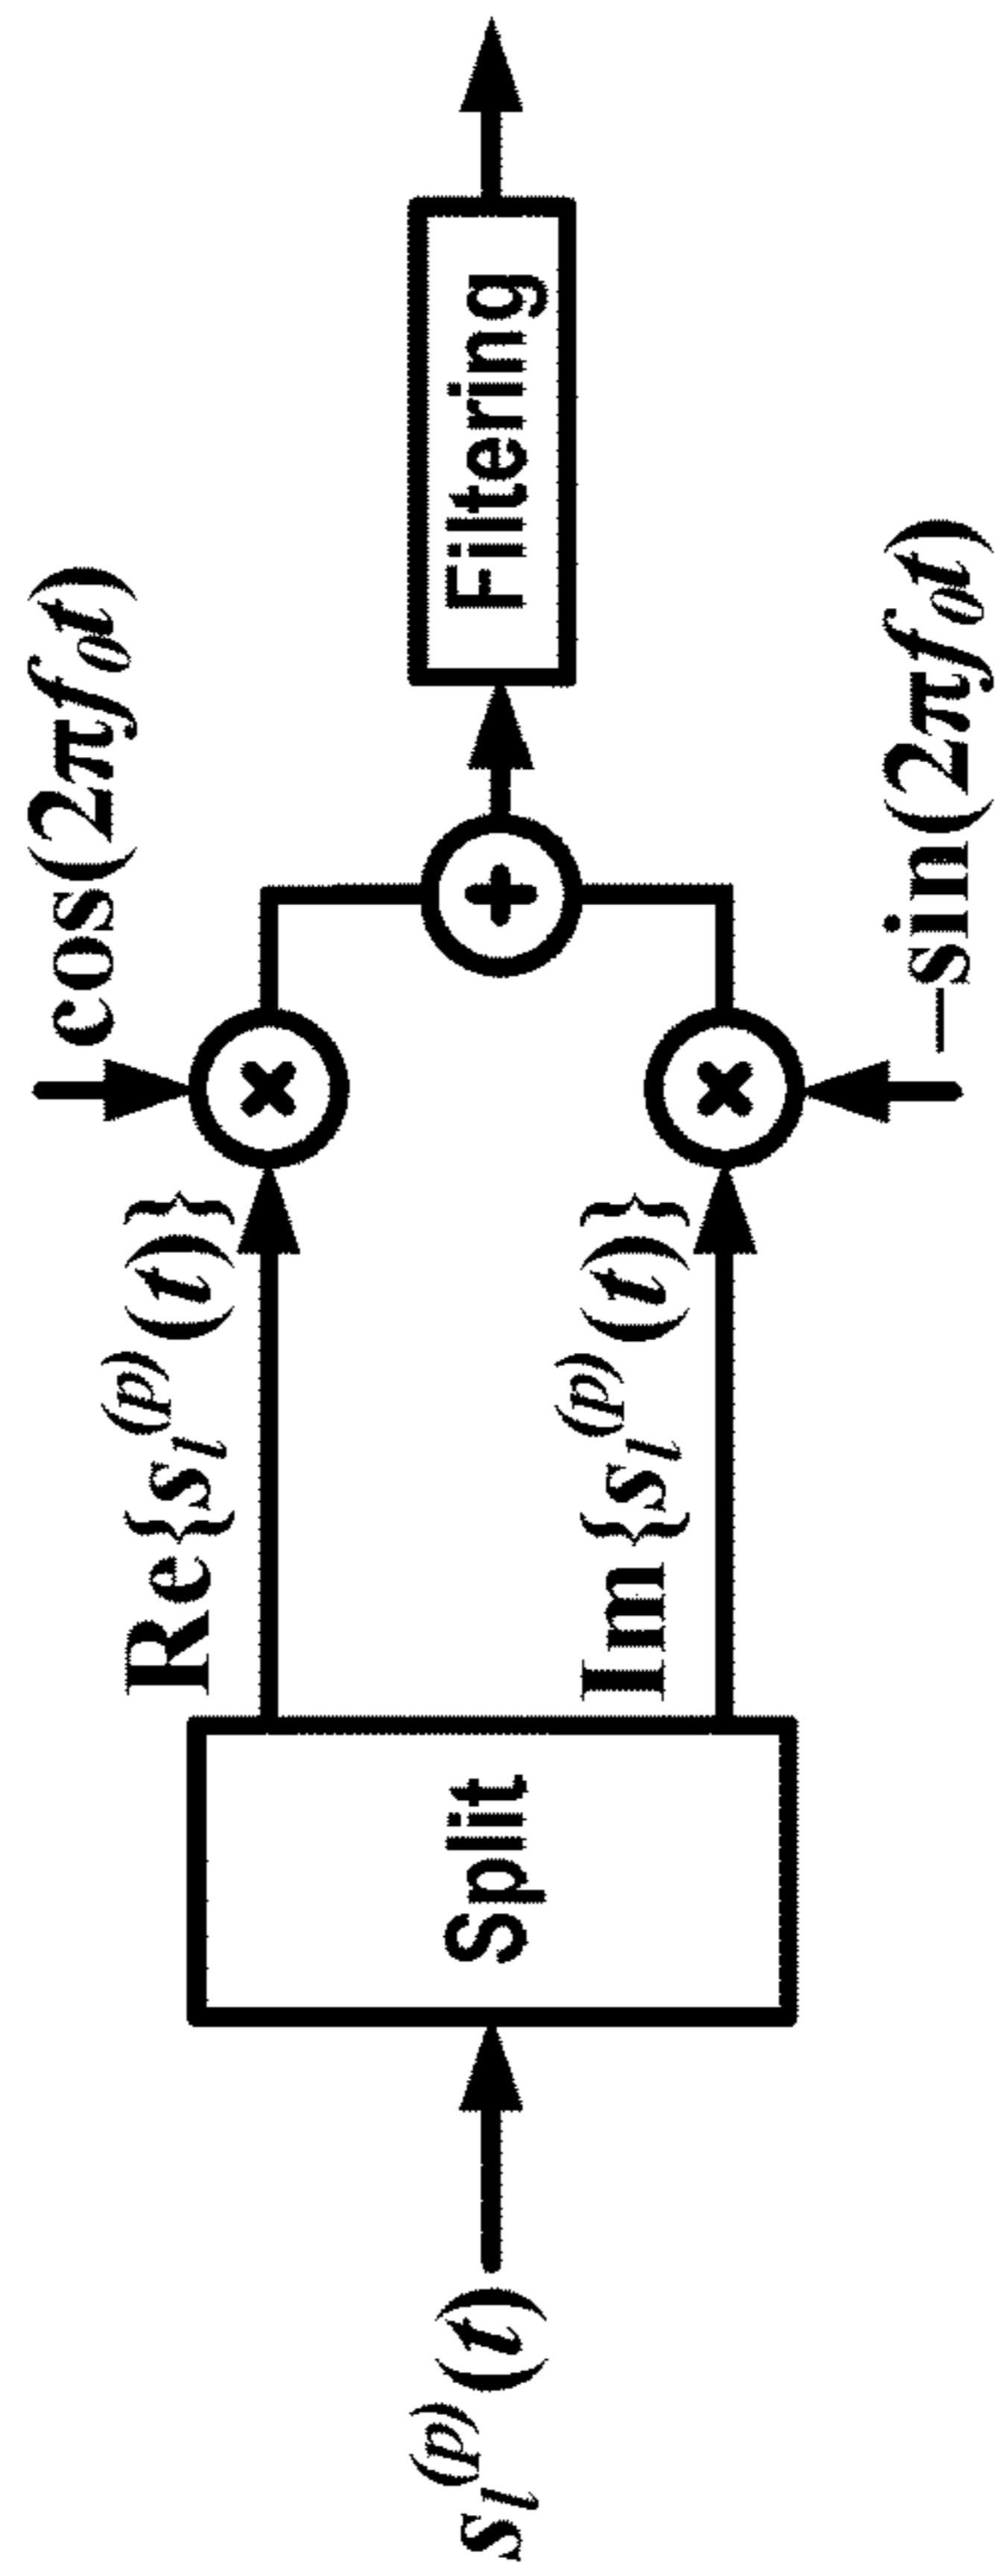 s_l^(p)(t)
Split
Re{s_l^(p)(t)}
Im{s_l^(p)(t)}
cos(2πf_0t)
–sin(2πf_0t)
Filtering